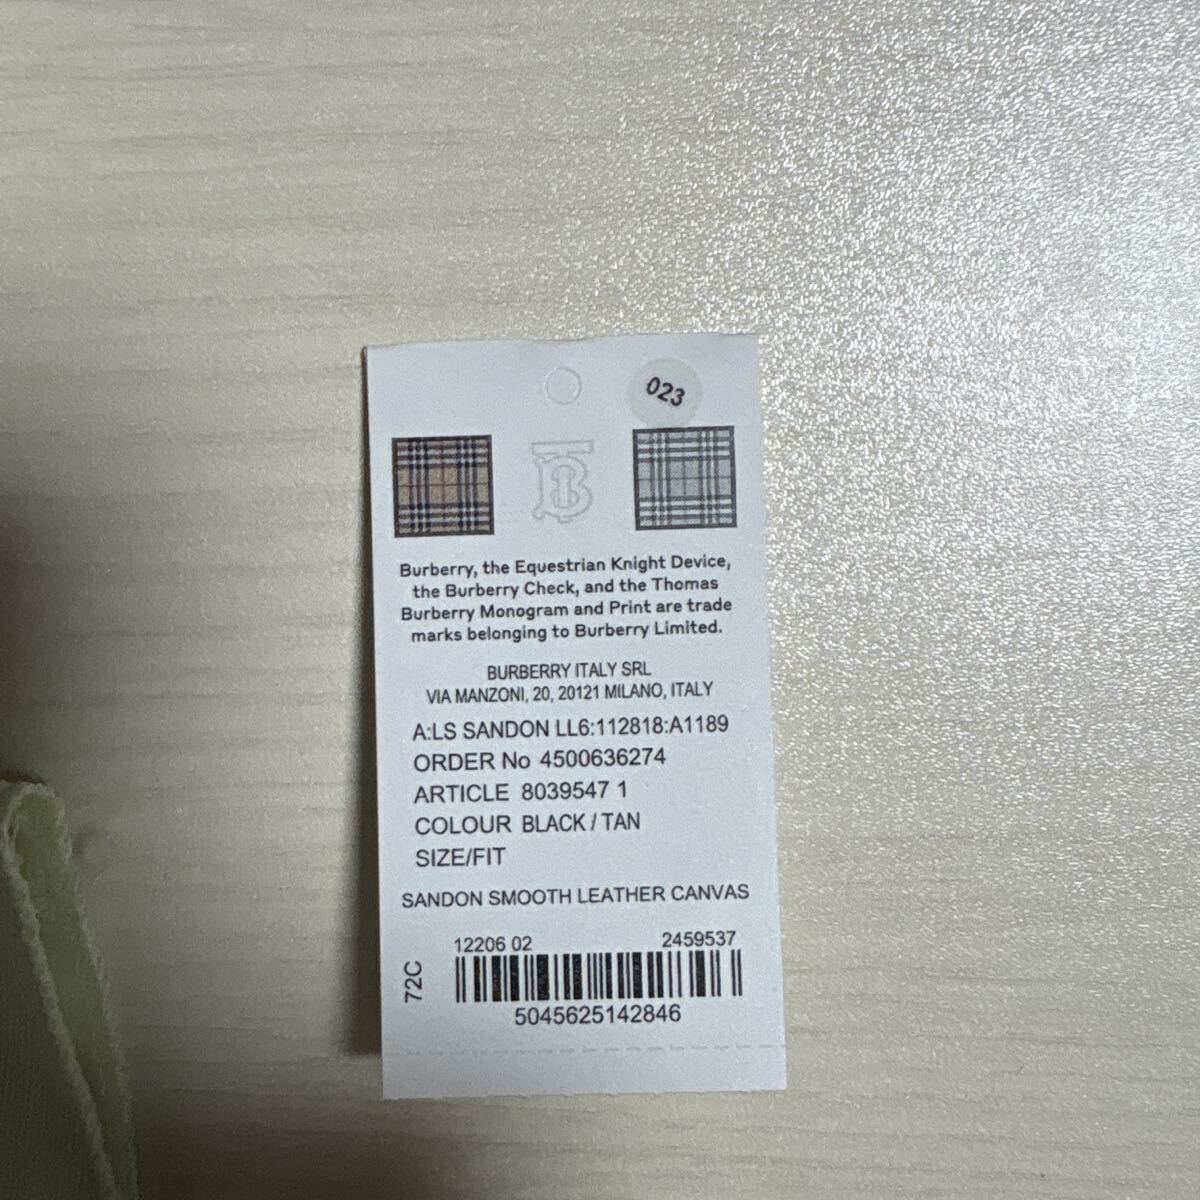 023
Burberry, the Equestrian Knight Device,
the Burberry Check, and the Thomas
Burberry Monogram and Print are trade
marks belonging to Burberry Limited.
BURBERRY ITALY SRL
VIA MANZONI, 20, 20121 MILANO, ITALY
A:LS SANDON LL6:112818:A1189
ORDER No 4500636274
ARTICLE 8039547 1
COLOUR BLACK / TAN
SIZE/FIT
SANDON SMOOTH LEATHER CANVAS
12206 02 2459537
72C
5045625142846